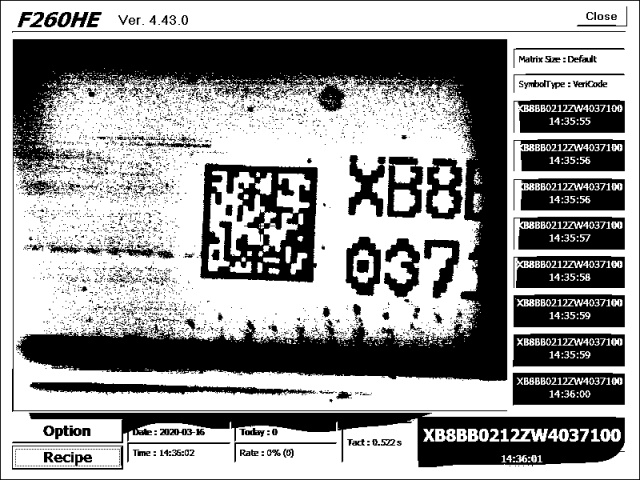 F260HE Ver. 4.43.0
Close
XB8
037
Matrix Size : Default
SymbolType : VeriCode
XB8BB0212ZW4037100
14:35:55
XB8BB0212ZW4037100
14:35:56
XB8BB0212ZW4037100
14:35:56
XB8BB0212ZW4037100
14:35:57
XB8BB0212ZW4037100
14:35:58
XB8BB0212ZW4037100
14:35:59
XB8BB0212ZW4037100
14:35:59
XB8BB0212ZW4037100
14:36:00
Option
Recipe
Date : 2020-03-16
Time : 14:36:02
Today : 0
Rate : 0% (0)
Tact : 0.522 s
XB8BB0212ZW4037100
14:36:01